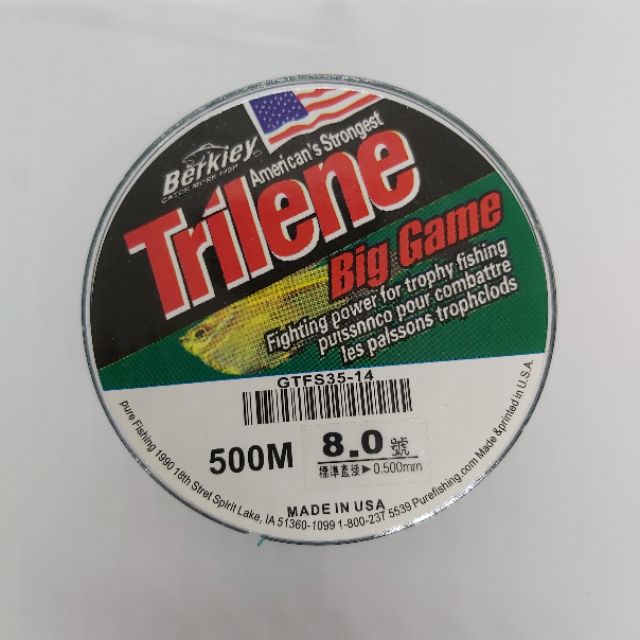 American's Strongest
Berkley
CATCH MORE FISH
Trilene
Big Game
Fighting power for trophy fishing
puissnnco pour combattre
les palssons trophclods
GTFS35-14
500M
8.0號
標準直徑▶0.500mm
MADE IN USA
pure Fishing 1990 18th Stret Spirit Lake, IA 51360-1099 1-800-237 5539 Purefishing.com Made &printed in U.S.A.